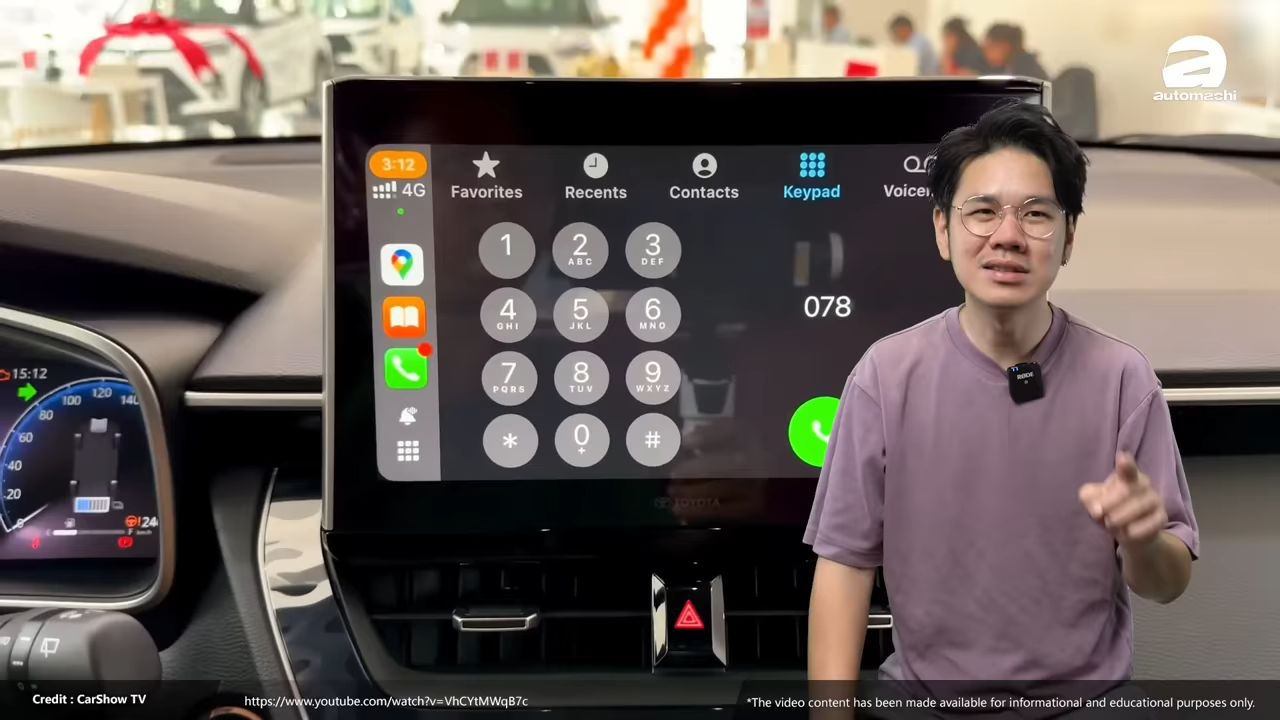 automachi
3:12
4G
Favorites
Recents
Contacts
Keypad
1
2
ABC
3
DEF
078
4
GHI
5
JKL
6
MNO
7
PQRS
8
TUV
9
WXYZ
*
0
+
#
TOYOTA
15:12
120
100
140
80
60
40
20
0
RØDE
Credit : CarShow TV
https://www.youtube.com/watch?v=VhCYtMWqB7c
*The video content has been made available for informational and educational purposes only.